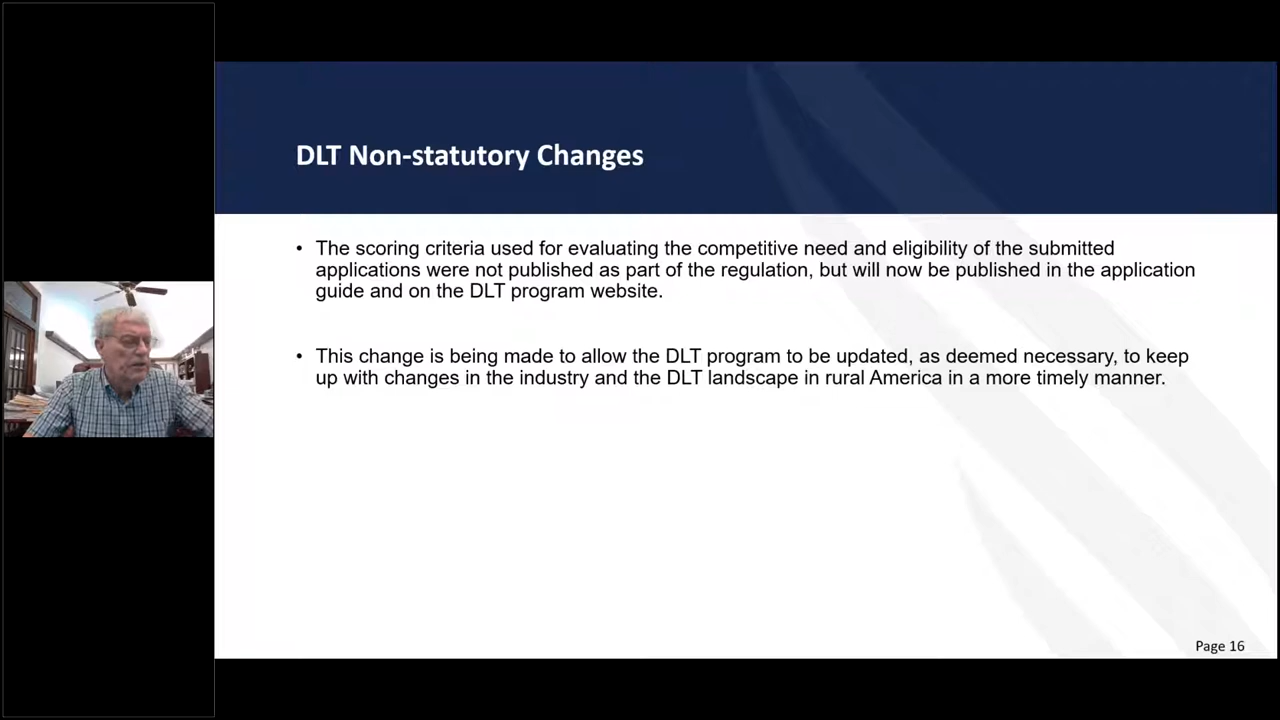 DLT Non-statutory Changes
• The scoring criteria used for evaluating the competitive need and eligibility of the submitted
applications were not published as part of the regulation, but will now be published in the application
guide and on the DLT program website.
• This change is being made to allow the DLT program to be updated, as deemed necessary, to keep
up with changes in the industry and the DLT landscape in rural America in a more timely manner.
Page 16